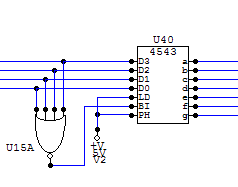 U40
4543
D3 a
D2 b
D1 c
D0 d
LD e
BI f
PH g
U15A
+V
5V
V2